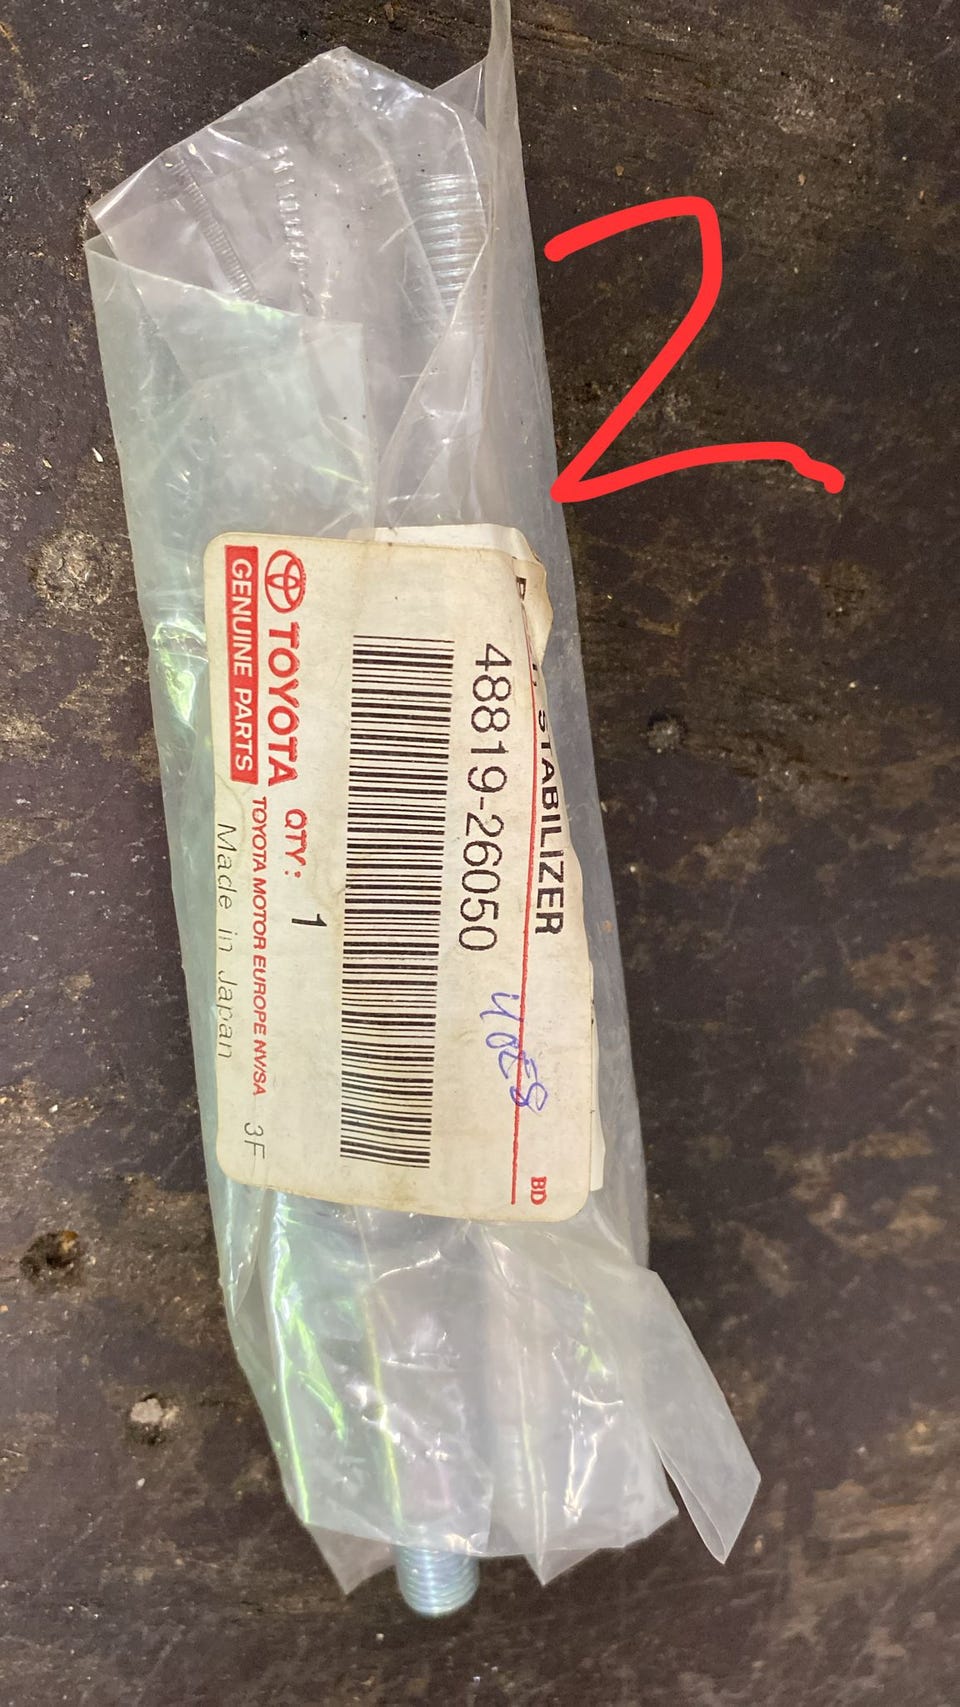 2
STABILIZER
BD
48819-26050
TOYOTA
GENUINE PARTS
QTY: 1
TOYOTA MOTOR EUROPE NV/SA
Made in Japan
3F